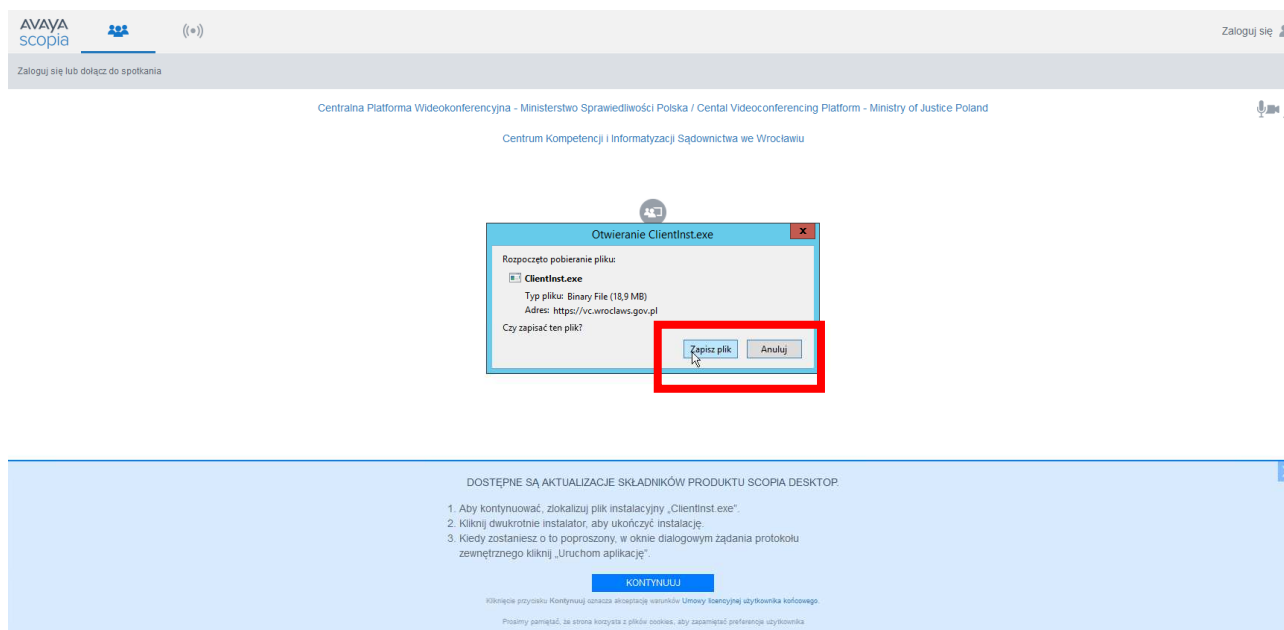 AVAYA
scopia
Zaloguj się
Zaloguj się lub dołącz do spotkania
Centralna Platforma Wideokonferencyjna - Ministerstwo Sprawiedliwości Polska / Cental Videoconferencing Platform - Ministry of Justice Poland
Centrum Kompetencji i Informatyzacji Sądownictwa we Wrocławiu
Otwieranie ClientInst.exe
x
Rozpoczęto pobieranie pliku:
ClientInst.exe
Typ pliku: Binary File (18,9 MB)
Adres: https://vc.wroclaws.gov.pl
Czy zapisać ten plik?
Zapisz plik Anuluj
DOSTĘPNE SĄ AKTUALIZACJE SKŁADNIKÓW PRODUKTU SCOPIA DESKTOP.
1. Aby kontynuować, zlokalizuj plik instalacyjny „ClientInst.exe".
2. Kliknij dwukrotnie instalator, aby ukończyć instalację.
3. Kiedy zostaniesz o to poproszony, w oknie dialogowym żądania protokołu
zewnętrznego kliknij „Uruchom aplikację".
KONTYNUUJ
Kliknięcie przycisku Kontynuuj oznacza akceptację warunków Umowy licencyjnej użytkownika końcowego.
Prosimy pamiętać, że strona korzysta z plików cookies, aby zapamiętać preferencje użytkownika.